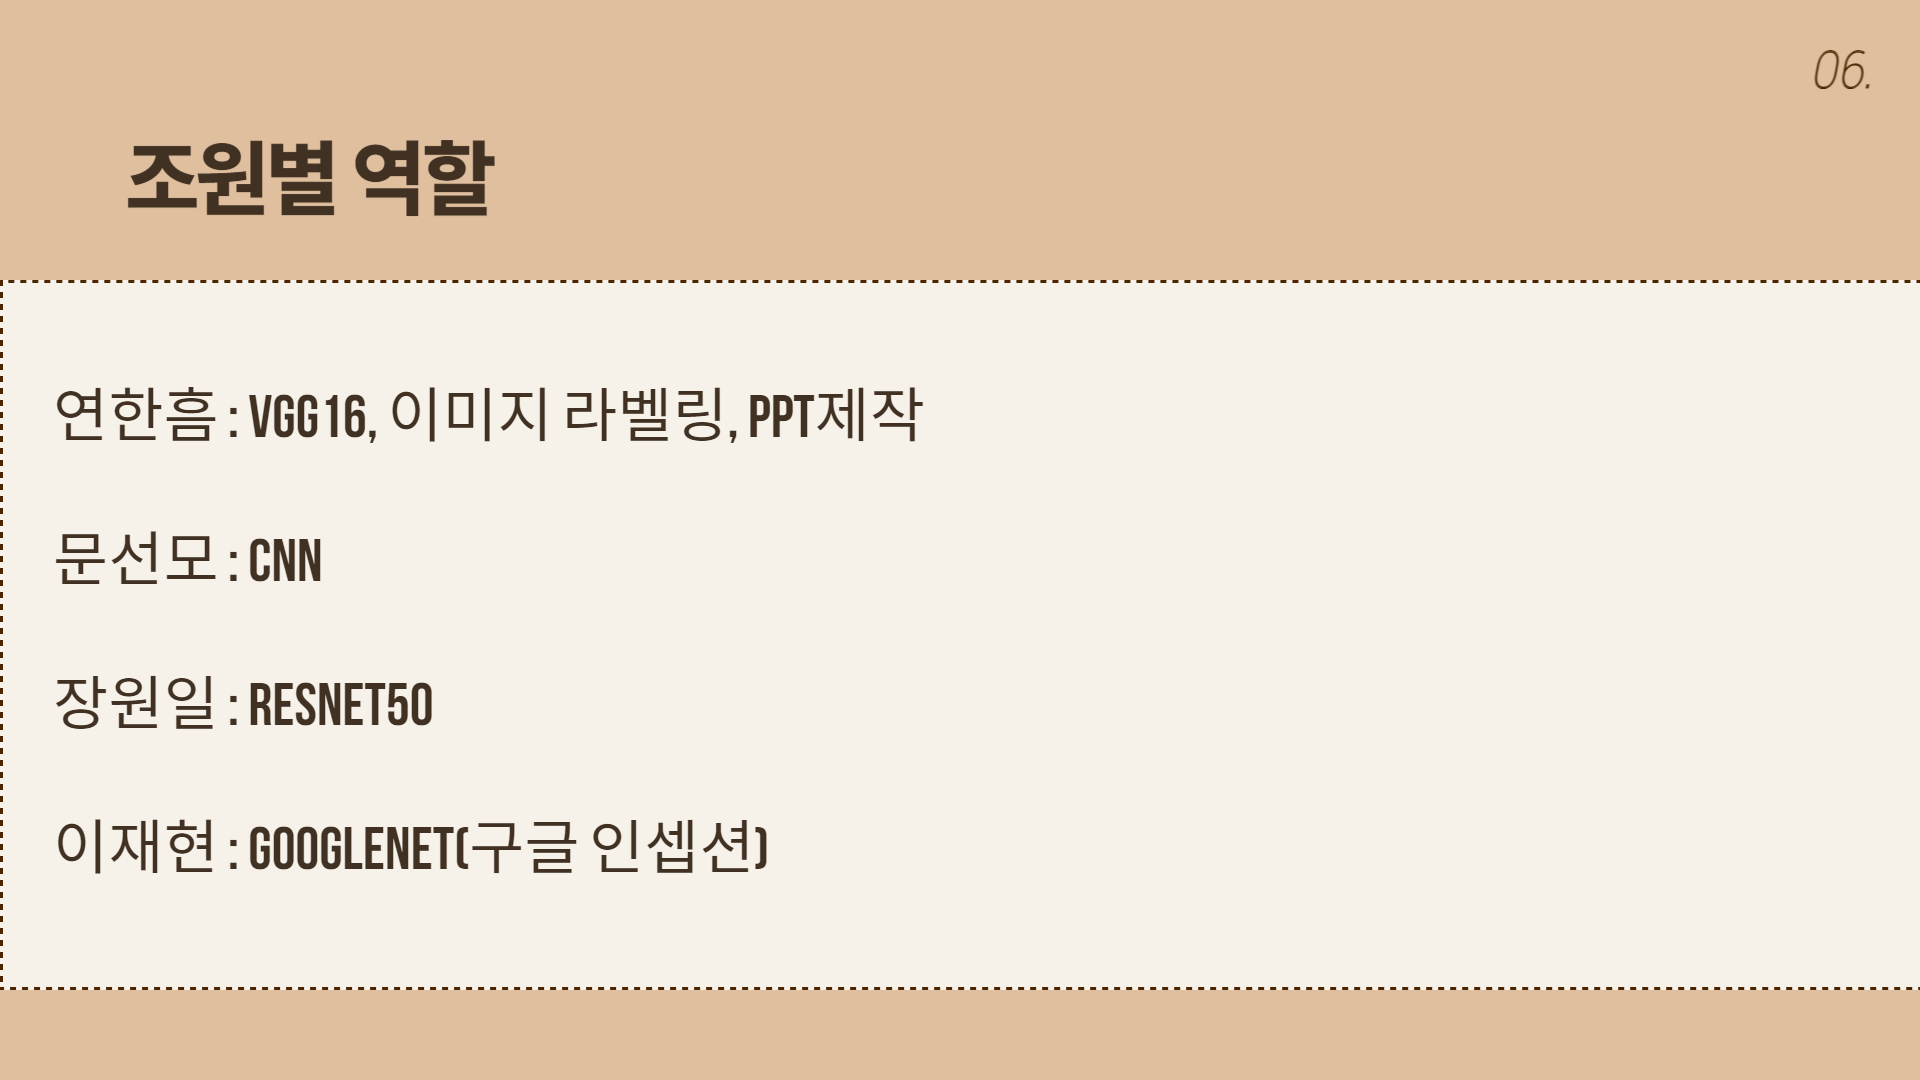 06.
조원별 역할
연한흠 : VGG16, 이미지 라벨링, PPT제작
문선모 : CNN
장원일 : RESNET50
이재현 : GOOGLENET(구글 인셉션)